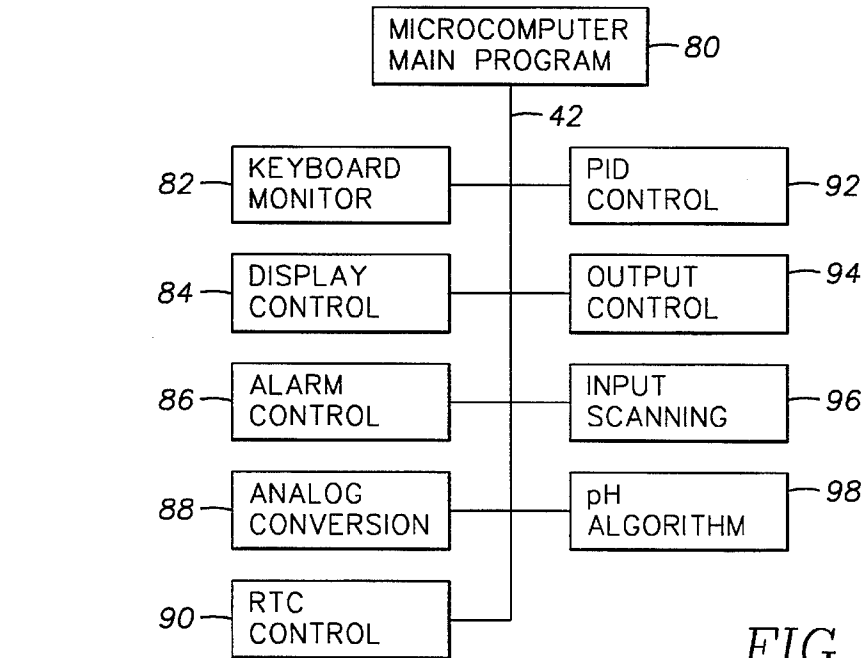 MICROCOMPUTER
MAIN PROGRAM
80
42
82
KEYBOARD
MONITOR
PID
CONTROL
92
84
DISPLAY
CONTROL
OUTPUT
CONTROL
94
86
ALARM
CONTROL
INPUT
SCANNING
96
88
ANALOG
CONVERSION
pH
ALGORITHM
98
90
RTC
CONTROL
FIG